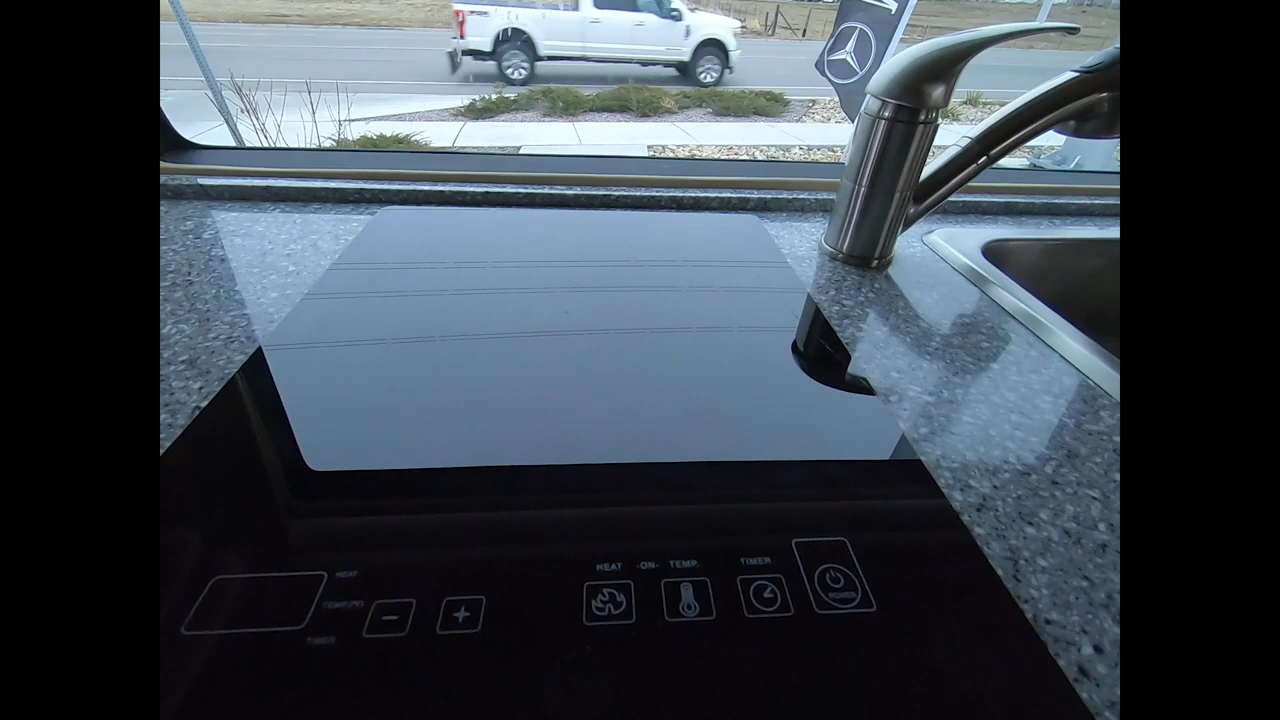 HEAT -ON- TEMP. TIMER
HEAT
TEMP(°F)
TIMER
POWER